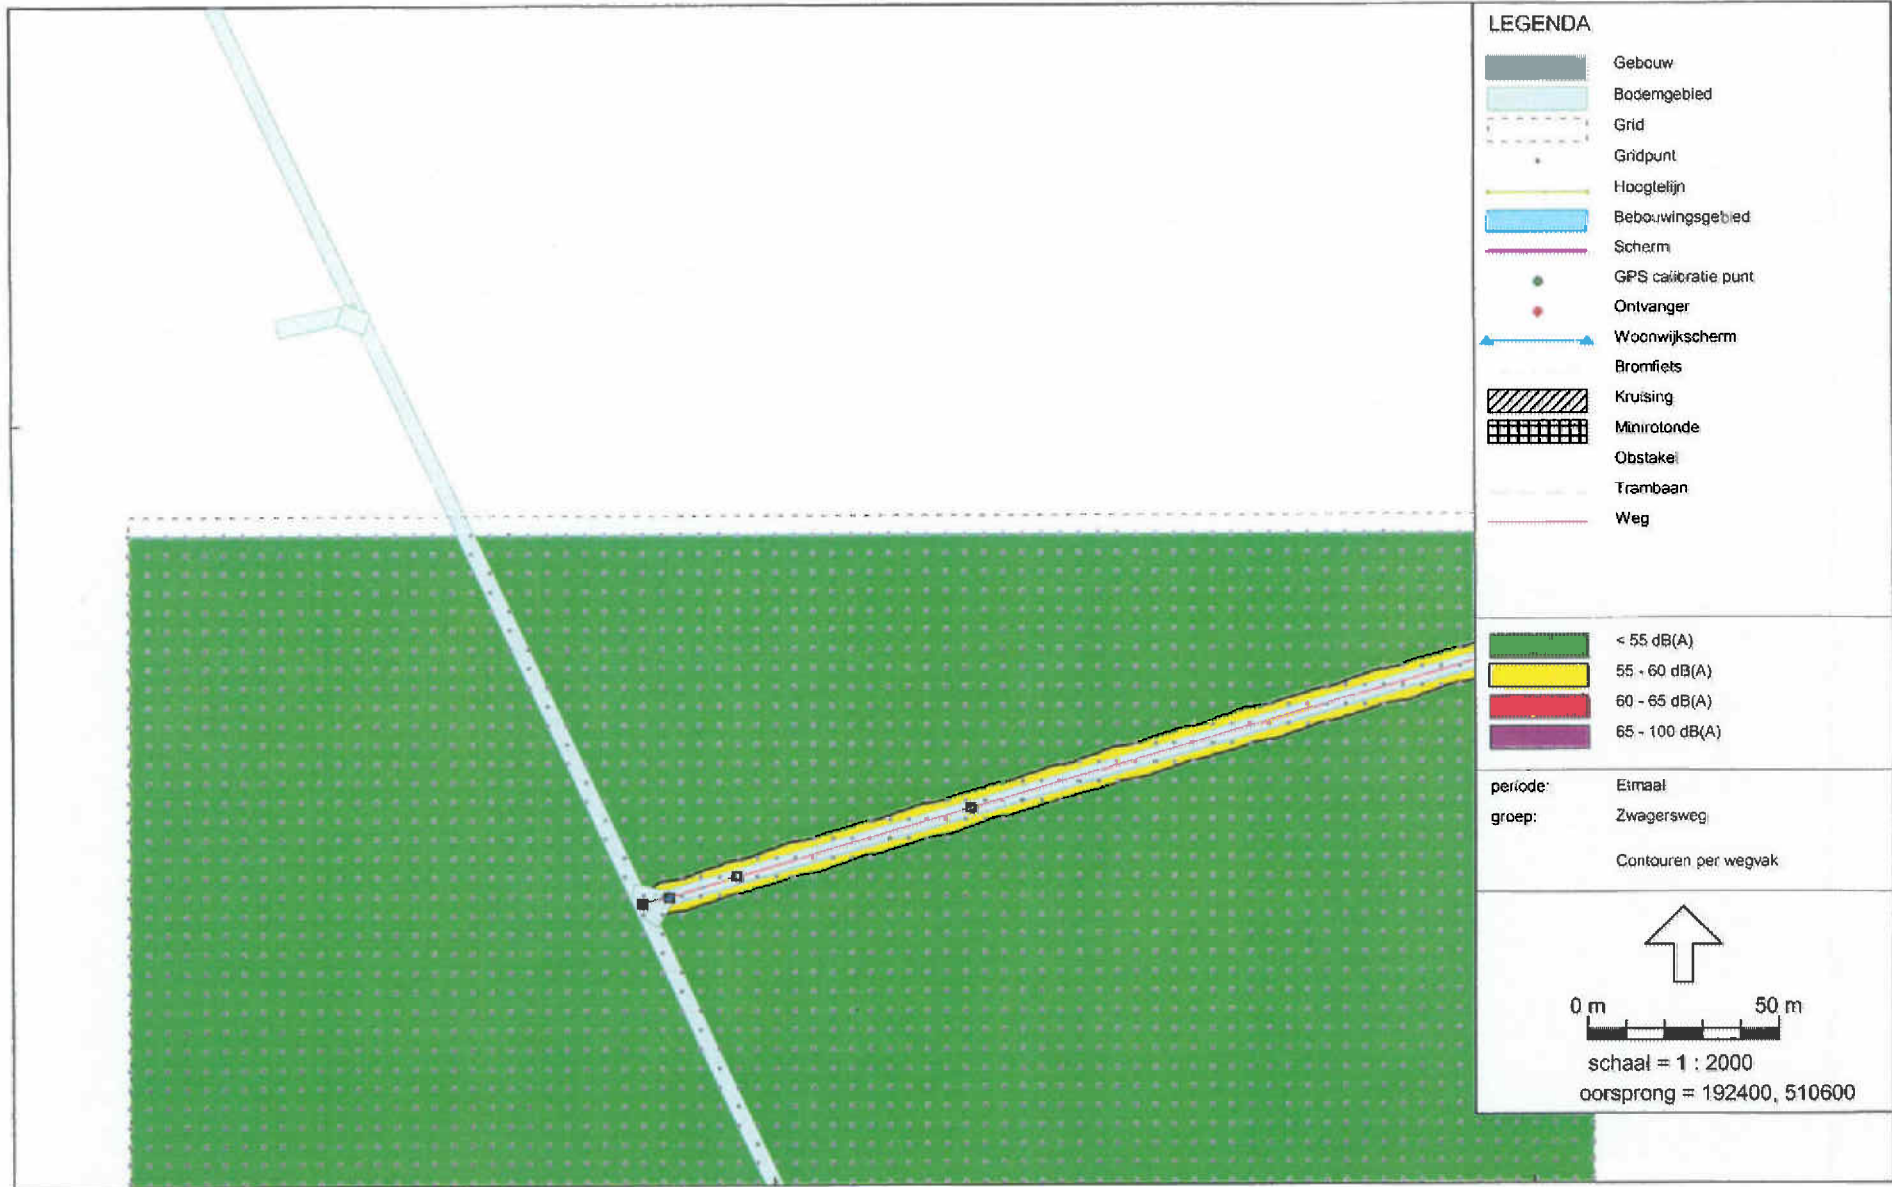 LEGENDA
Gebouw
Bodemgebied
Grid
Gridpunt
Hoogtelijn
Bebouwingsgebied
Scherm
GPS calibratie punt
Ontvanger
Woonwijkscherm
Bromfiets
Kruising
Minirotonde
Obstakel
Trambaan
Weg
< 55 dB(A)
55 - 60 dB(A)
60 - 65 dB(A)
65 - 100 dB(A)
periode: Etmaal
groep: Zwagersweg
Contouren per wegvak
0 m 50 m
schaal = 1 : 2000
oorsprong = 192400, 510600